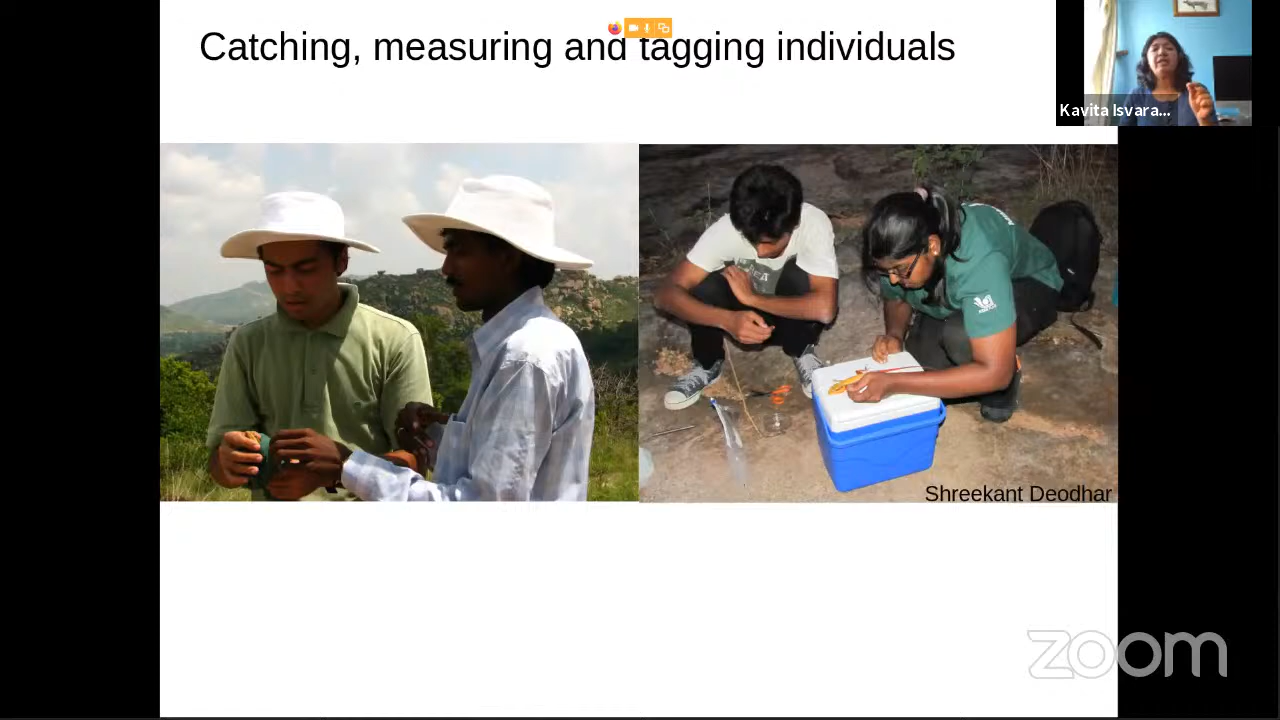 Catching, measuring and tagging individuals
Kavita Isvara...
Shreekant Deodhar
zoom